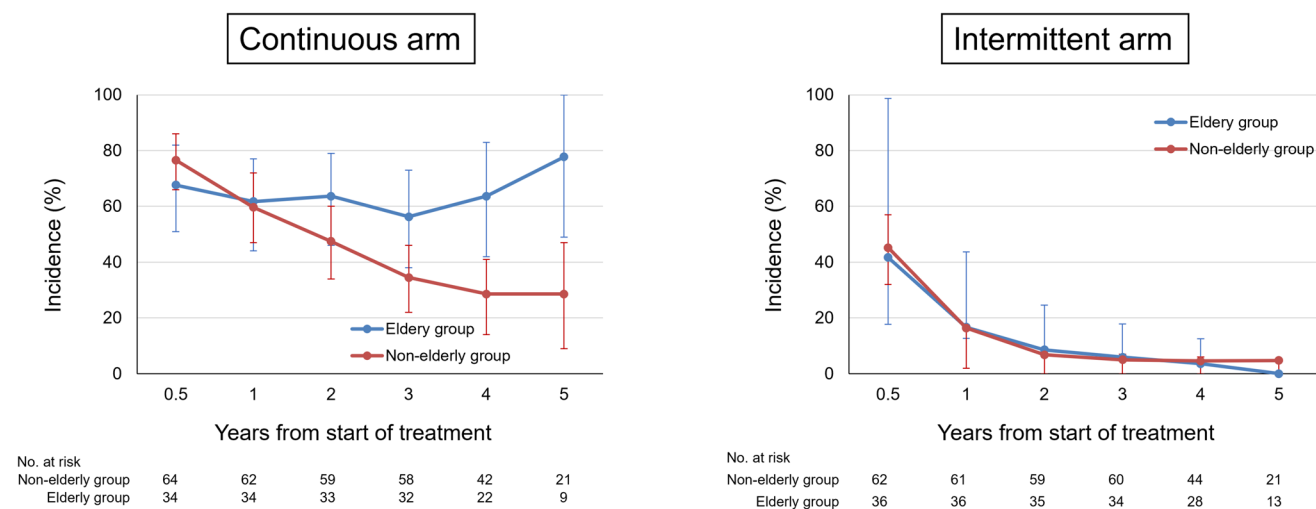 Continuous arm
100
80
60
40
20
0
Incidence (%)
Eldery group
Non-elderly group
0.5 1 2 3 4 5
Years from start of treatment
No. at risk
Non-elderly group 64 62 59 58 42 21
Elderly group 34 34 33 32 22 9
Intermittent arm
100
80
60
40
20
0
Incidence (%)
Eldery group
Non-elderly group
0.5 1 2 3 4 5
Years from start of treatment
No. at risk
Non-elderly group 62 61 59 60 44 21
Elderly group 36 36 35 34 28 13